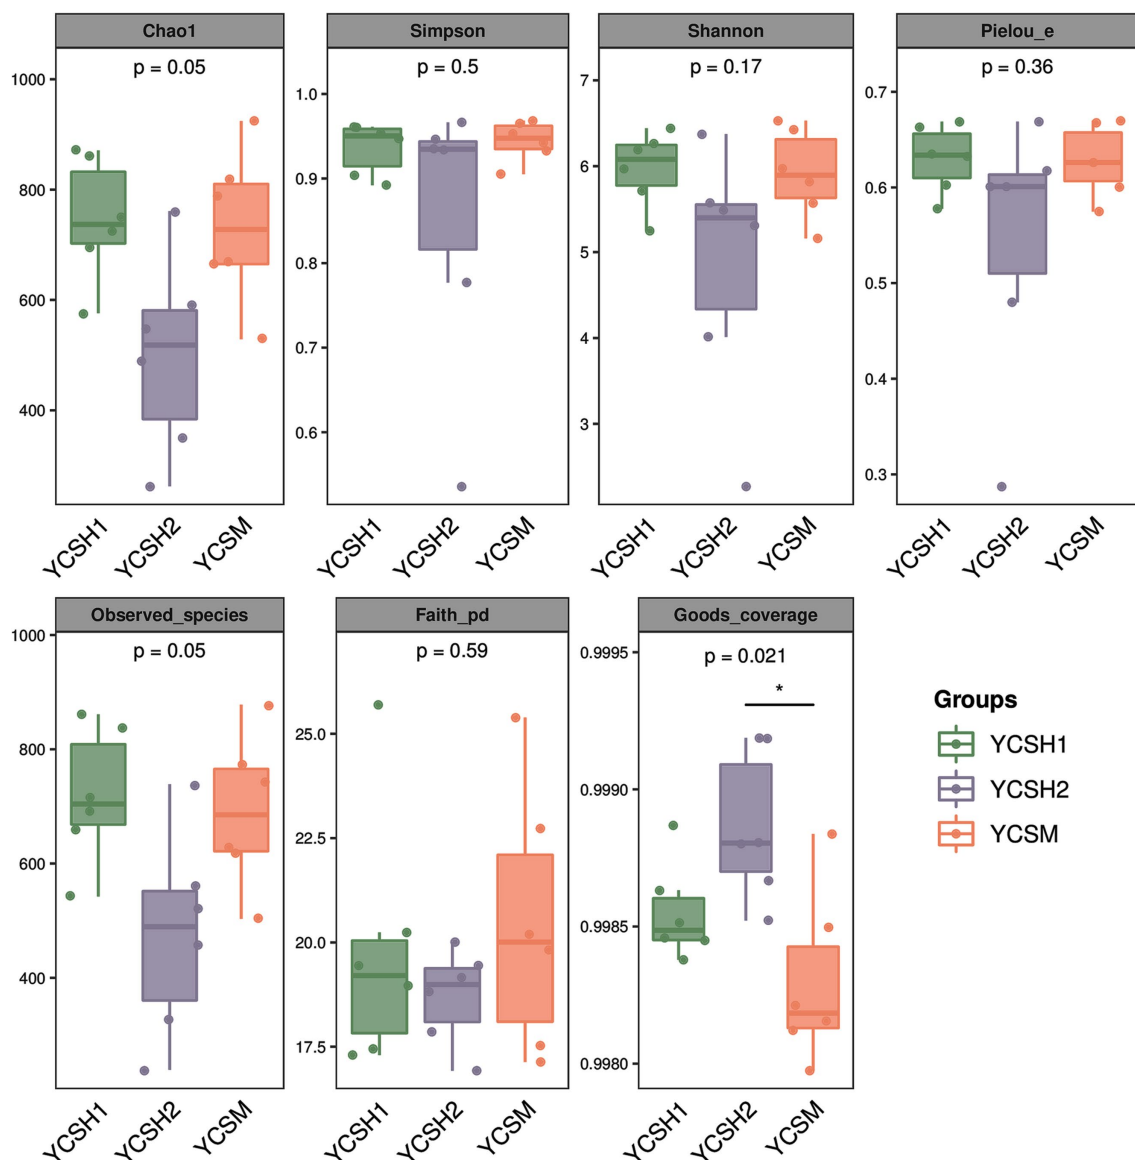 Chao1
p = 0.05
1000
800
600
400
YCSH1
YCSH2
YCSM
Simpson
p = 0.5
1.0
0.9
0.8
0.7
0.6
YCSH1
YCSH2
YCSM
Shannon
p = 0.17
7
6
5
4
3
YCSH1
YCSH2
YCSM
Pielou_e
p = 0.36
0.7
0.6
0.5
0.4
0.3
YCSH1
YCSH2
YCSM
Observed_species
p = 0.05
1000
800
600
400
YCSH1
YCSH2
YCSM
Faith_pd
p = 0.59
25.0
22.5
20.0
17.5
YCSH1
YCSH2
YCSM
Goods_coverage
p = 0.021
*
0.9995
0.9990
0.9985
0.9980
YCSH1
YCSH2
YCSM
Groups
YCSH1
YCSH2
YCSM